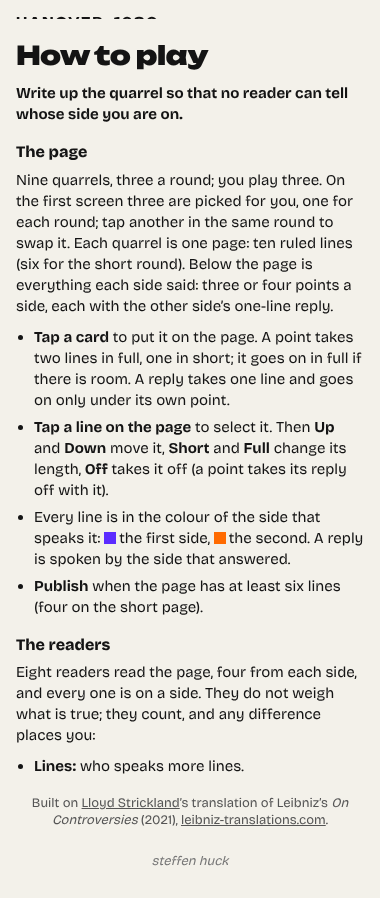 How to play
Write up the quarrel so that no reader can tell
whose side you are on.
The page
Nine quarrels, three a round; you play three. On
the first screen three are picked for you, one for
each round; tap another in the same round to
swap it. Each quarrel is one page: ten ruled lines
(six for the short round). Below the page is
everything each side said: three or four points a
side, each with the other side's one-line reply.
• Tap a card to put it on the page. A point takes
two lines in full, one in short; it goes on in full if
there is room. A reply takes one line and goes
on only under its own point.
• Tap a line on the page to select it. Then Up
and Down move it, Short and Full change its
length, Off takes it off (a point takes its reply
off with it).
• Every line is in the colour of the side that
speaks it: the first side, the second. A reply
is spoken by the side that answered.
• Publish when the page has at least six lines
(four on the short page).
The readers
Eight readers read the page, four from each side,
and every one is on a side. They do not weigh
what is true; they count, and any difference
places you:
• Lines: who speaks more lines.
Built on Lloyd Strickland's translation of Leibniz's On
Controversies (2021), leibniz-translations.com.
steffen huck